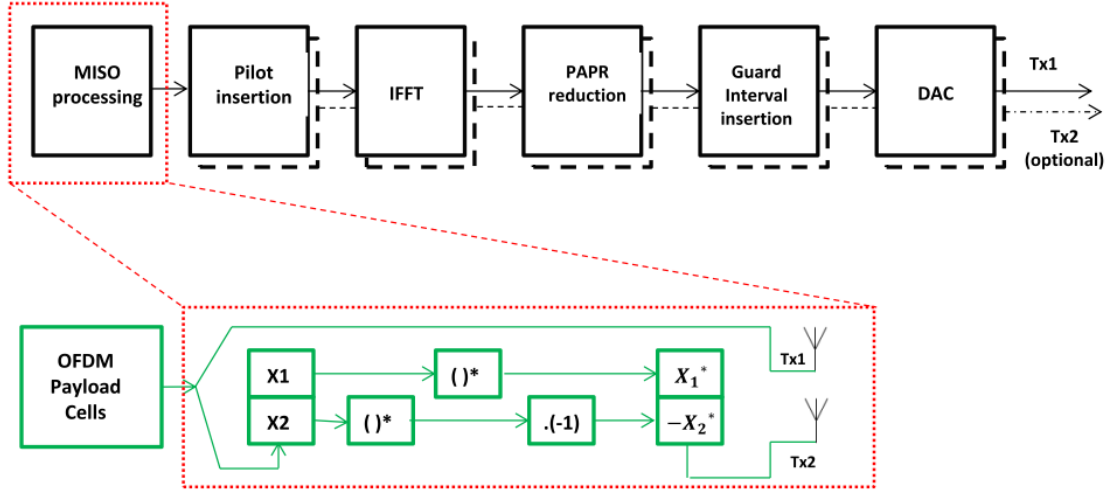 MISO
processing
Pilot
insertion
IFFT
PAPR
reduction
Guard
Interval
insertion
DAC
Tx1
Tx2
(optional)
OFDM
Payload
Cells
X1
( )*
X₁*
Tx1
X2
()*
.(-1)
−X₂*
Tx2